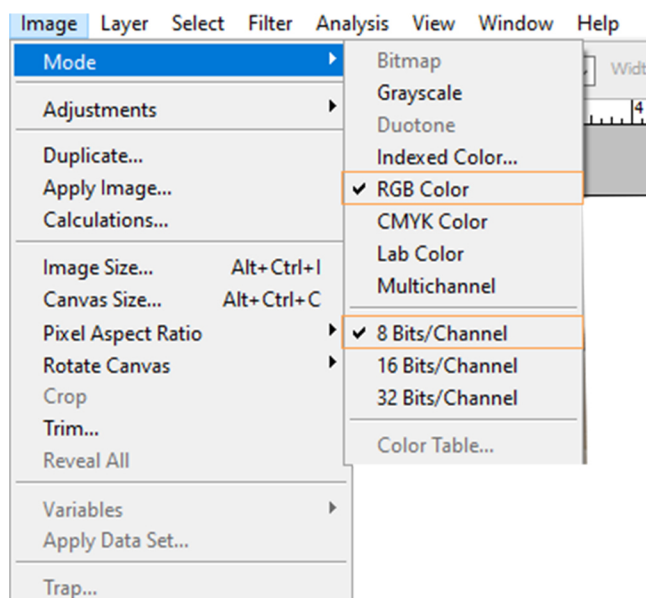 Image Layer Select Filter Analysis View Window Help
Mode
Adjustments
Duplicate...
Apply Image...
Calculations...
Image Size... Alt+Ctrl+I
Canvas Size... Alt+Ctrl+C
Pixel Aspect Ratio
Rotate Canvas
Crop
Trim...
Reveal All
Variables
Apply Data Set...
Trap...
Bitmap
Grayscale
Duotone
Indexed Color...
RGB Color
CMYK Color
Lab Color
Multichannel
8 Bits/Channel
16 Bits/Channel
32 Bits/Channel
Color Table...
4